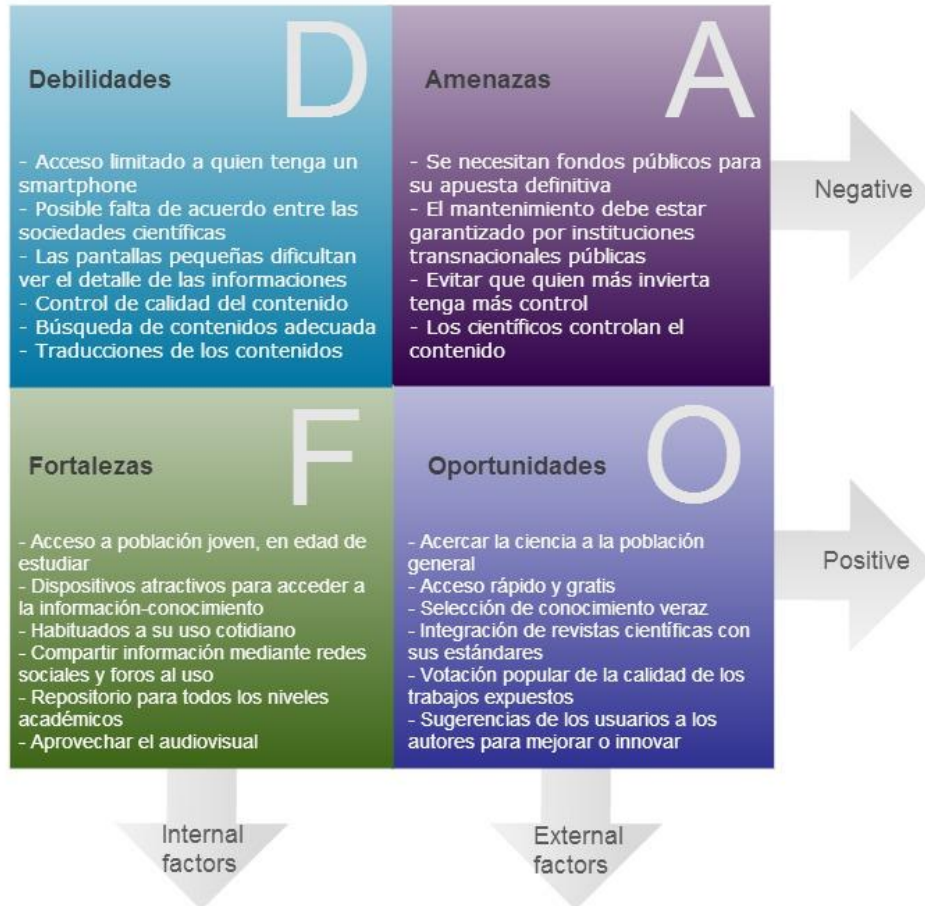 D
Debilidades
- Acceso limitado a quien tenga un
smartphone
- Posible falta de acuerdo entre las
sociedades científicas
- Las pantallas pequeñas dificultan
ver el detalle de las informaciones
- Control de calidad del contenido
- Búsqueda de contenidos adecuada
- Traducciones de los contenidos
A
Amenazas
- Se necesitan fondos públicos para
su apuesta definitiva
- El mantenimiento debe estar
garantizado por instituciones
transnacionales públicas
- Evitar que quien más invierta
tenga más control
- Los científicos controlan el
contenido
Negative
F
Fortalezas
- Acceso a población joven, en edad de
estudiar
- Dispositivos atractivos para acceder a
la información-conocimiento
- Habituados a su uso cotidiano
- Compartir información mediante redes
sociales y foros al uso
- Repositorio para todos los niveles
académicos
- Aprovechar el audiovisual
O
Oportunidades
- Acercar la ciencia a la población
general
- Acceso rápido y gratis
- Selección de conocimiento veraz
- Integración de revistas científicas con
sus estándares
- Votación popular de la calidad de los
trabajos expuestos
- Sugerencias de los usuarios a los
autores para mejorar o innovar
Positive
Internal
factors
External
factors